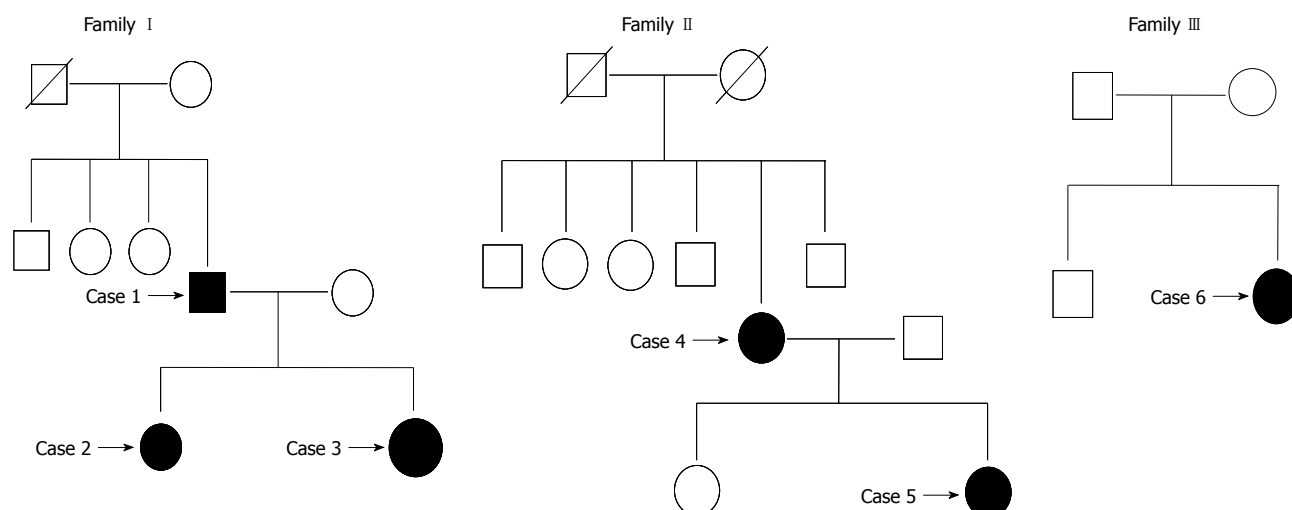 Family Ⅰ
Family Ⅱ
Family Ⅲ
Case 1
Case 6
Case 4
Case 2
Case 3
Case 5